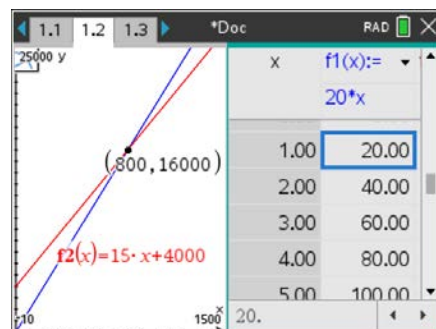 1.1 1.2 1.3 *Doc RAD
25000 y
(800,16000)
f2(x)=15·x+4000
-10
1500
x
x f1(x):=
20*x
1.00 20.00
2.00 40.00
3.00 60.00
4.00 80.00
5.00 100.00
20.